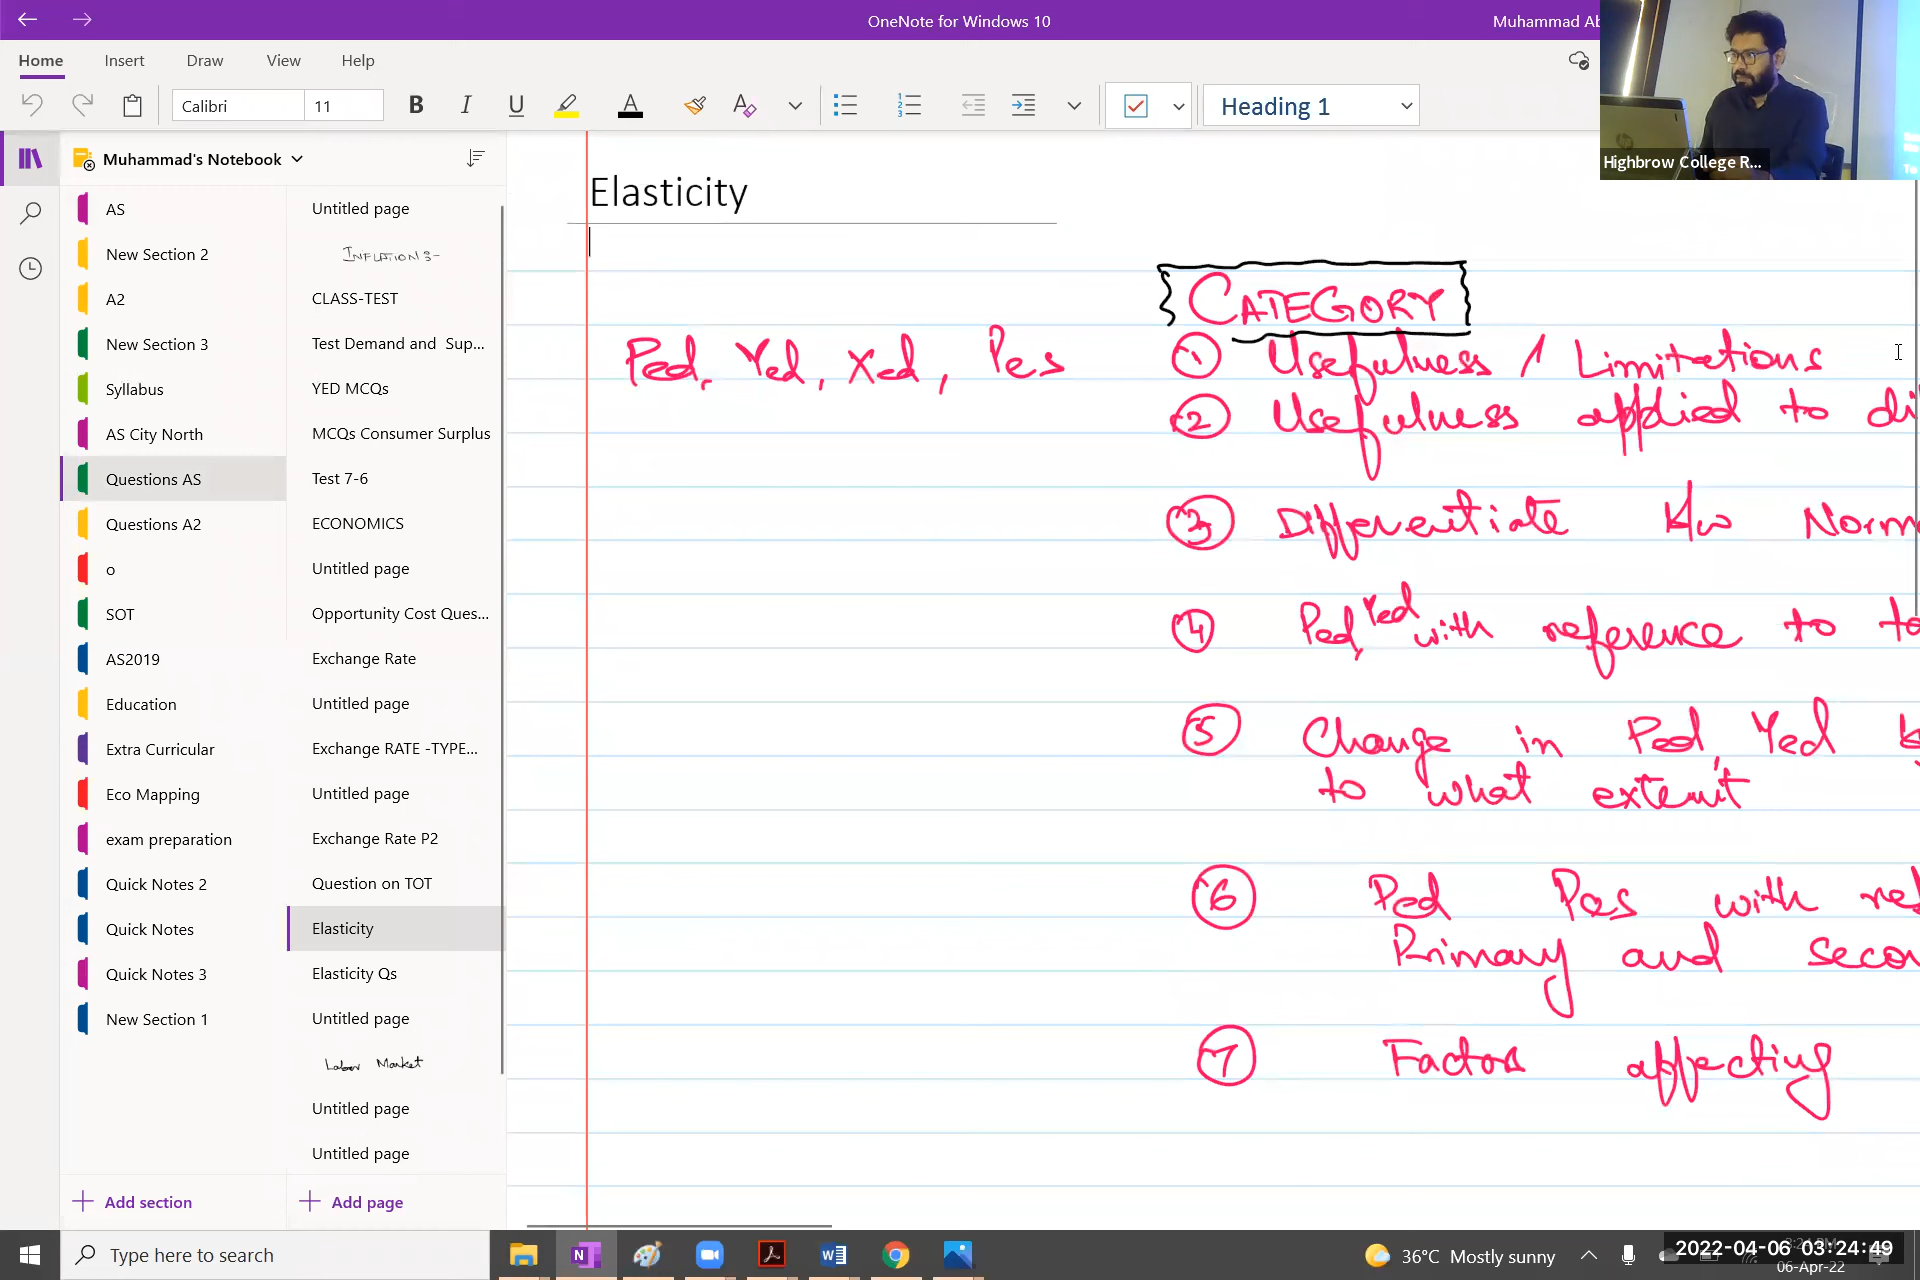 OneNote for Windows 10
Muhammad Ab
Home Insert Draw View Help
Calibri 11 B I U A Heading 1
Highbrow College R...
Muhammad's Notebook
AS
New Section 2
A2
New Section 3
Syllabus
AS City North
Questions AS
Questions A2
o
SOT
AS2019
Education
Extra Curricular
Eco Mapping
exam preparation
Quick Notes 2
Quick Notes
Quick Notes 3
New Section 1
Add section
Untitled page
INFLATION 3-
CLASS-TEST
Test Demand and Sup...
YED MCQs
MCQs Consumer Surplus
Test 7-6
ECONOMICS
Untitled page
Opportunity Cost Ques...
Exchange Rate
Untitled page
Exchange RATE -TYPE...
Untitled page
Exchange Rate P2
Question on TOT
Elasticity
Elasticity Qs
Untitled page
Labor Market
Untitled page
Untitled page
Add page
Elasticity
CATEGORY
Ped, Yed, Xed, Pes
1 Usefulness / Limitations
2 Usefulness applied to di
3 Differentiate b/w Norm
4 Ped, Yed with reference to to
5 Change in Ped, Yed
to what extent
6 Ped Pes with ref
Primary and secon
7 Factors affecting
Type here to search
36°C Mostly sunny
2022-04-06 03:24:49
06-Apr-22